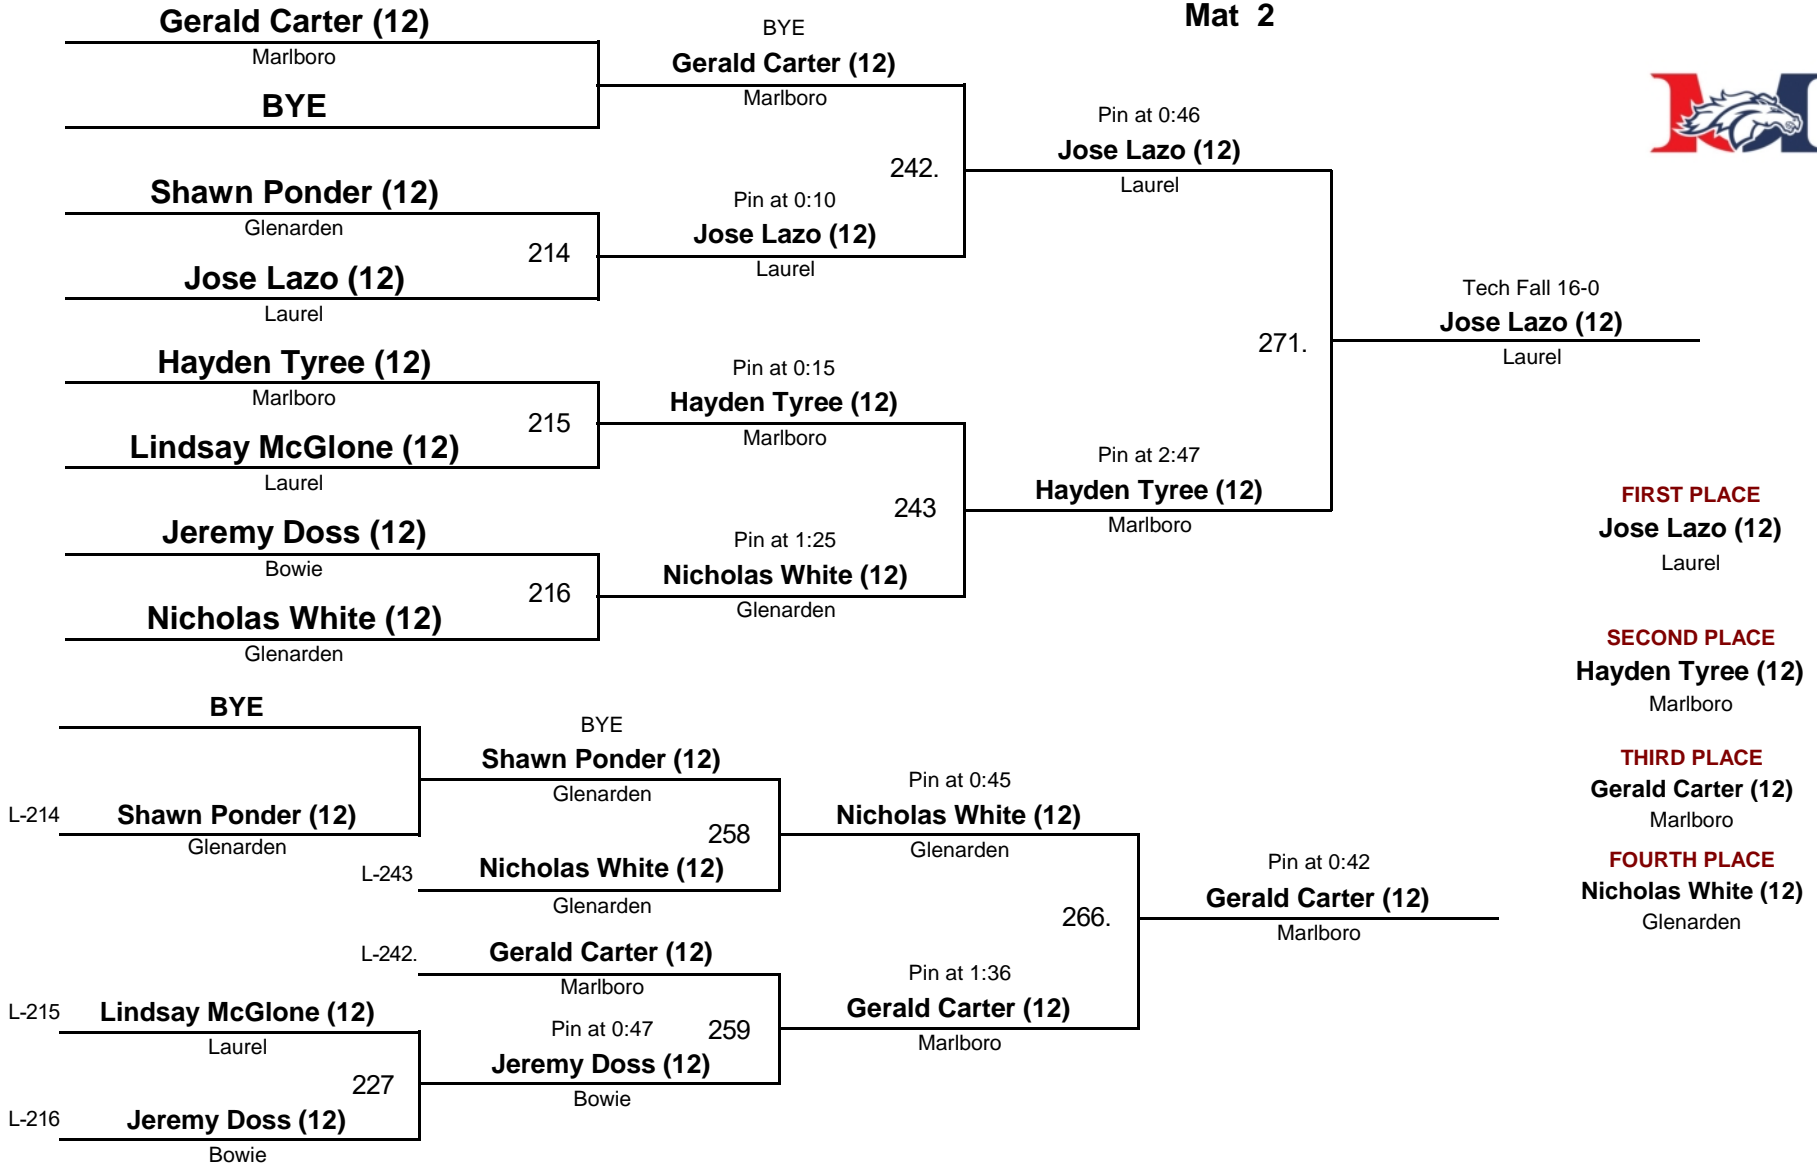 Mat  2
Gerald Carter (12)
Marlboro
BYE
Shawn Ponder (12)
Glenarden
214
Jose Lazo (12)
Laurel
Hayden Tyree (12)
Marlboro
215
Lindsay McGlone (12)
Laurel
Jeremy Doss (12)
Bowie
216
Nicholas White (12)
Glenarden
BYE
Gerald Carter (12)
Marlboro
242.
Pin at 0:10
Jose Lazo (12)
Laurel
Pin at 0:15
Hayden Tyree (12)
Marlboro
243
Pin at 1:25
Nicholas White (12)
Glenarden
Pin at 0:46
Jose Lazo (12)
Laurel
271.
Pin at 2:47
Hayden Tyree (12)
Marlboro
Tech Fall 16-0
Jose Lazo (12)
Laurel
M
FIRST PLACE
Jose Lazo (12)
Laurel
SECOND PLACE
Hayden Tyree (12)
Marlboro
THIRD PLACE
Gerald Carter (12)
Marlboro
FOURTH PLACE
Nicholas White (12)
Glenarden
BYE
L-214
Shawn Ponder (12)
Glenarden
L-215
Lindsay McGlone (12)
Laurel
227
L-216
Jeremy Doss (12)
Bowie
BYE
Shawn Ponder (12)
Glenarden
258
L-243
Nicholas White (12)
Glenarden
L-242.
Gerald Carter (12)
Marlboro
259
Pin at 0:47
Jeremy Doss (12)
Bowie
Pin at 0:45
Nicholas White (12)
Glenarden
266.
Pin at 1:36
Gerald Carter (12)
Marlboro
Pin at 0:42
Gerald Carter (12)
Marlboro